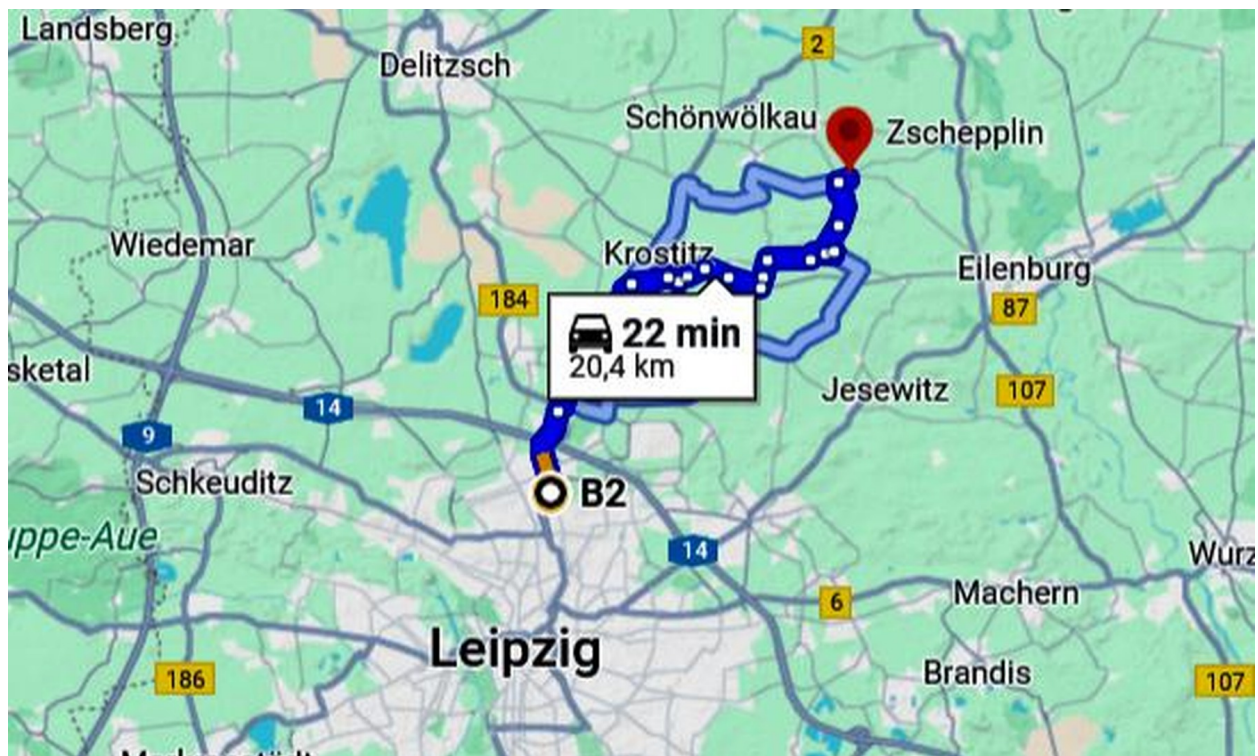 Landsberg
2
Delitzsch
Schönwölkau
Zschepplin
Wiedemar
Krostitz
Eilenburg
184
87
22 min
20,4 km
sketal
Jesewitz
107
14
9
Schkeuditz
B2
uppe-Aue
14
Wurz
6
Machern
Leipzig
Brandis
186
107